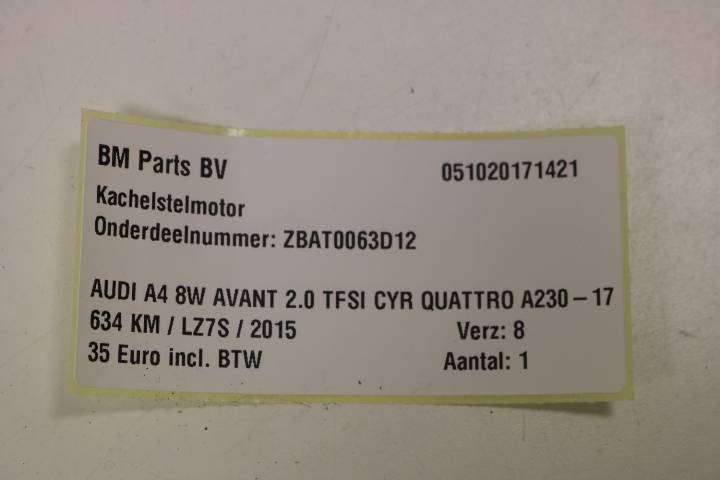 BM Parts BV 051020171421
Kachelstelmotor
Onderdeelnummer: ZBAT0063D12
AUDI A4 8W AVANT 2.0 TFSI CYR QUATTRO A230 – 17
634 KM / LZ7S / 2015 Verz: 8
35 Euro incl. BTW Aantal: 1